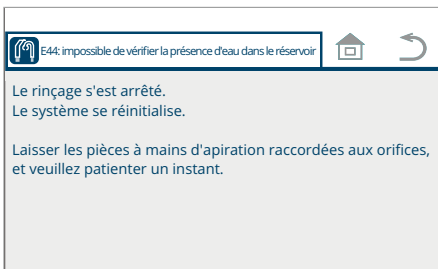 E44: impossible de vérifier la présence d'eau dans le réservoir
Le rinçage s'est arrêté.
Le système se réinitialise.
Laisser les pièces à mains d'apiration raccordées aux orifices,
et veuillez patienter un instant.